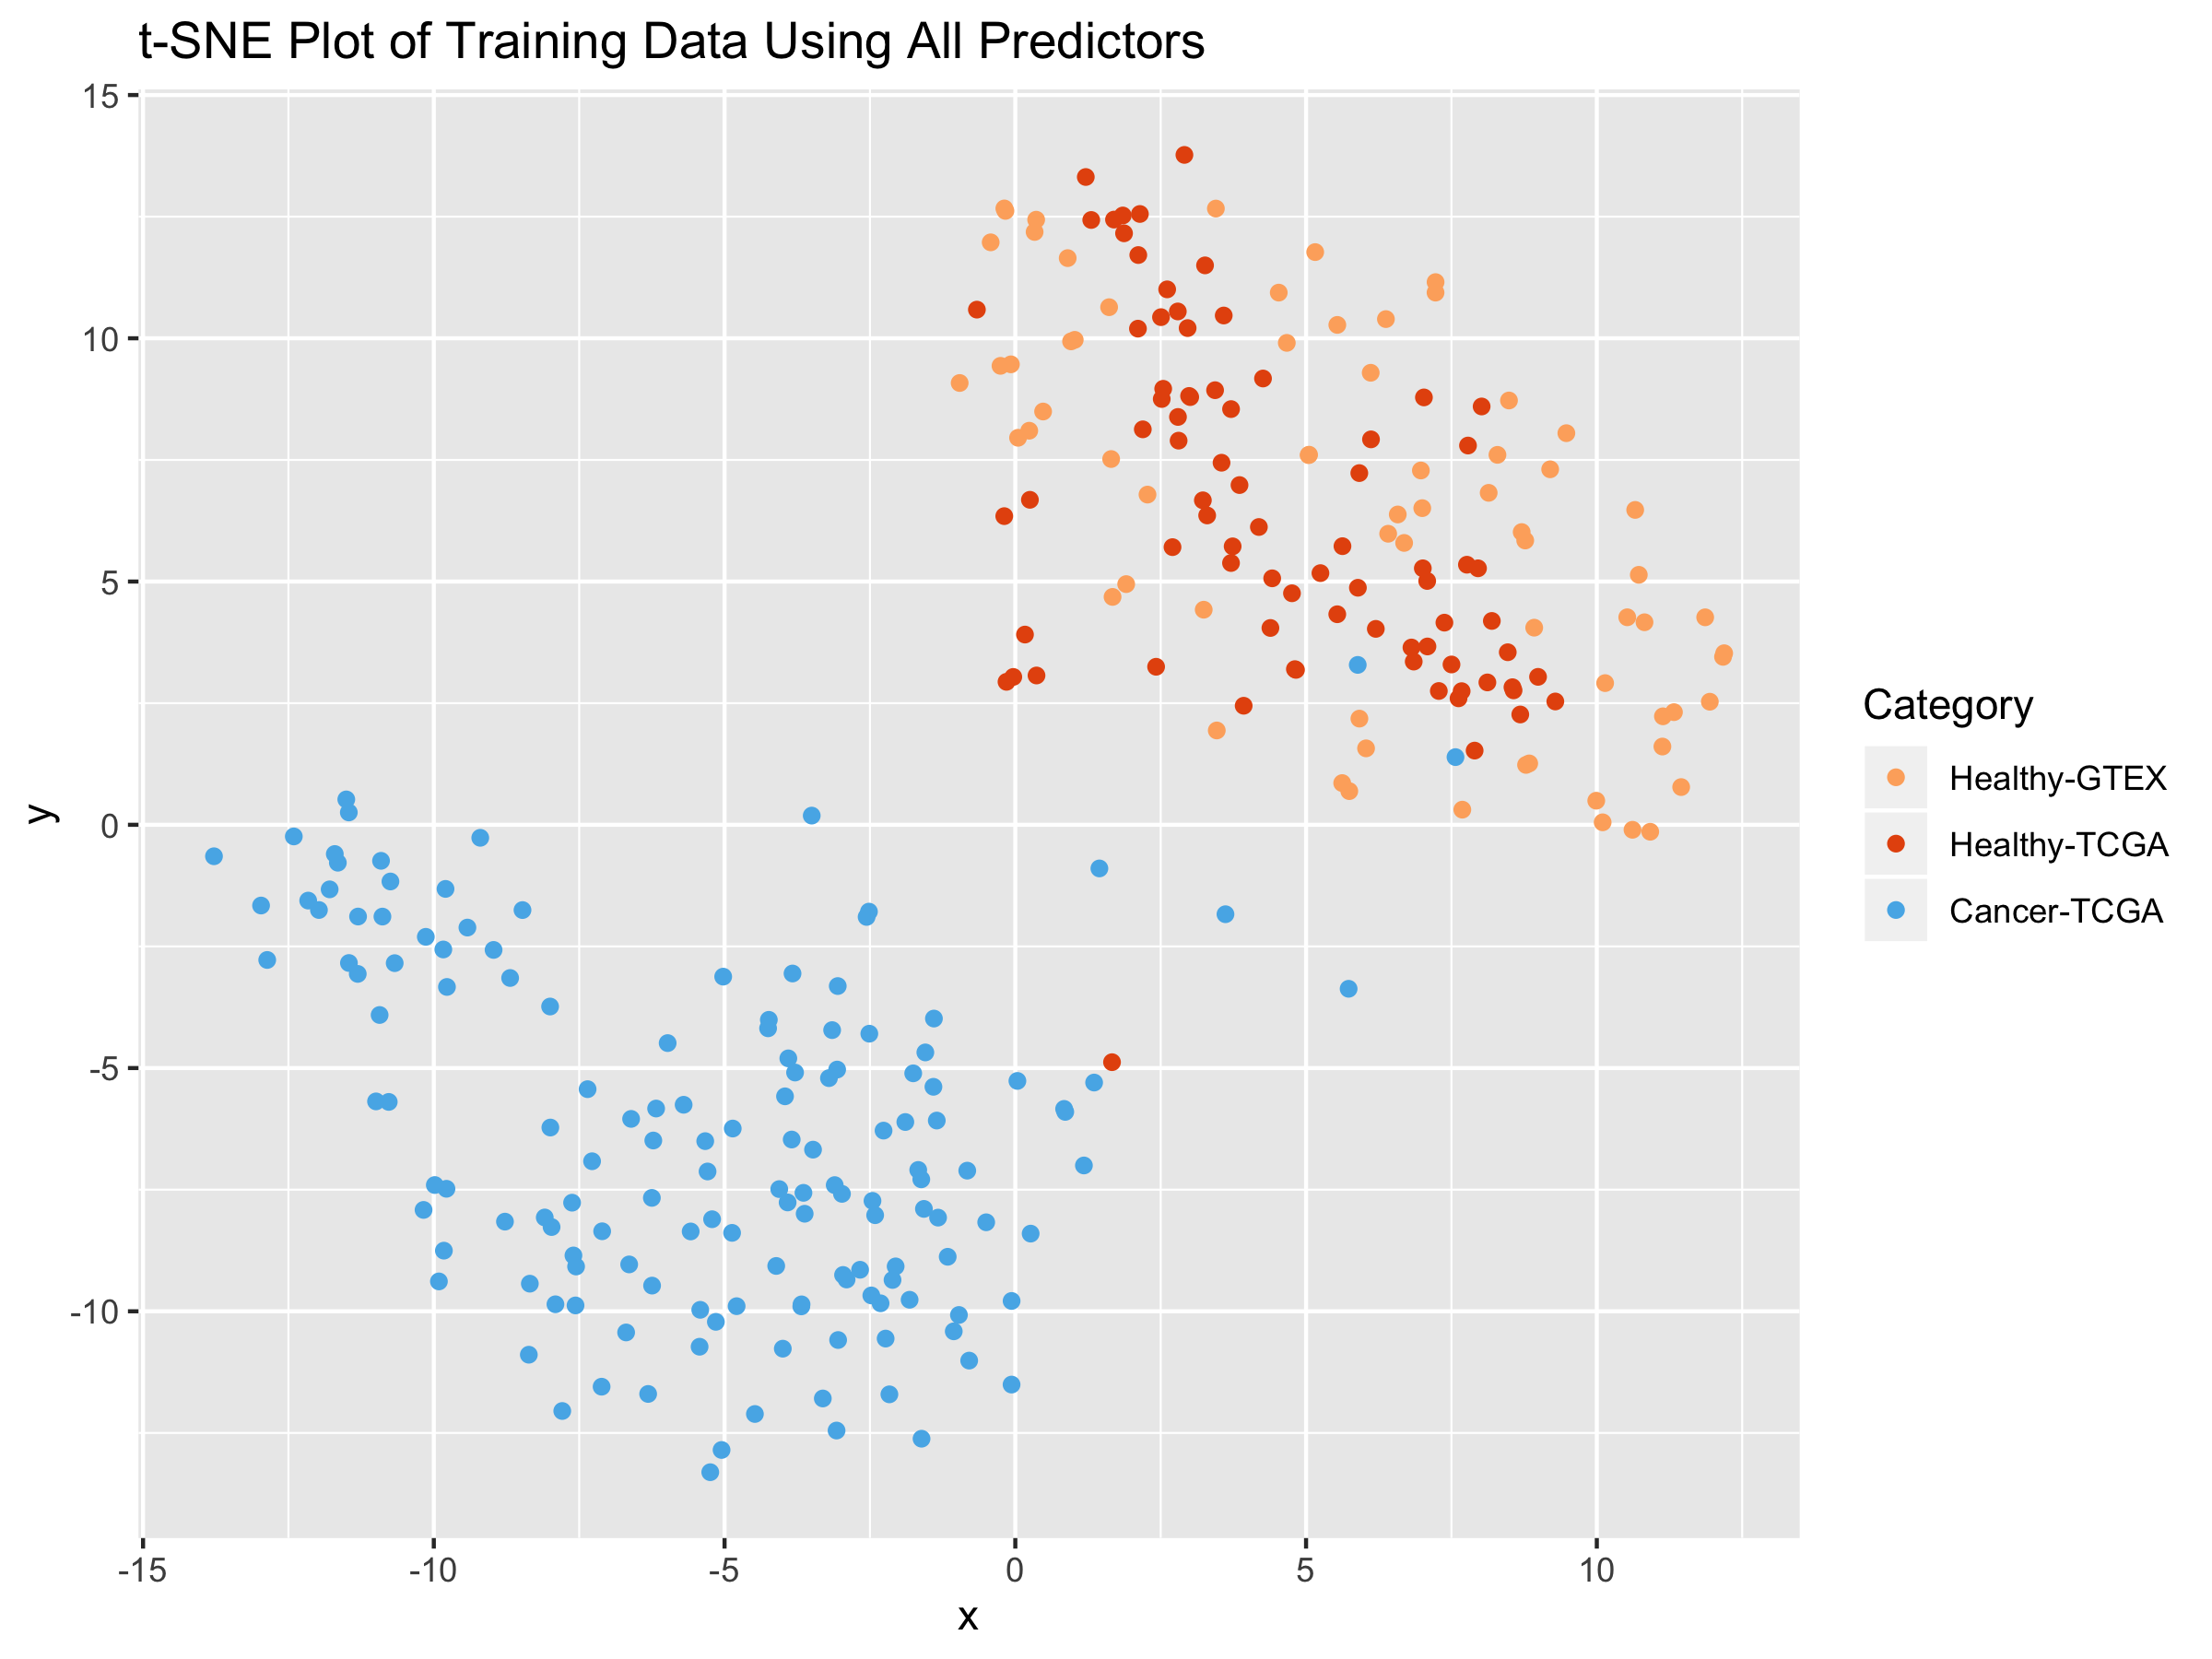 t-SNE Plot of Training Data Using All Predictors
15
10
5
0
-5
-10
y
-15
-10
-5
0
5
10
x
Category
Healthy-GTEX
Healthy-TCGA
Cancer-TCGA